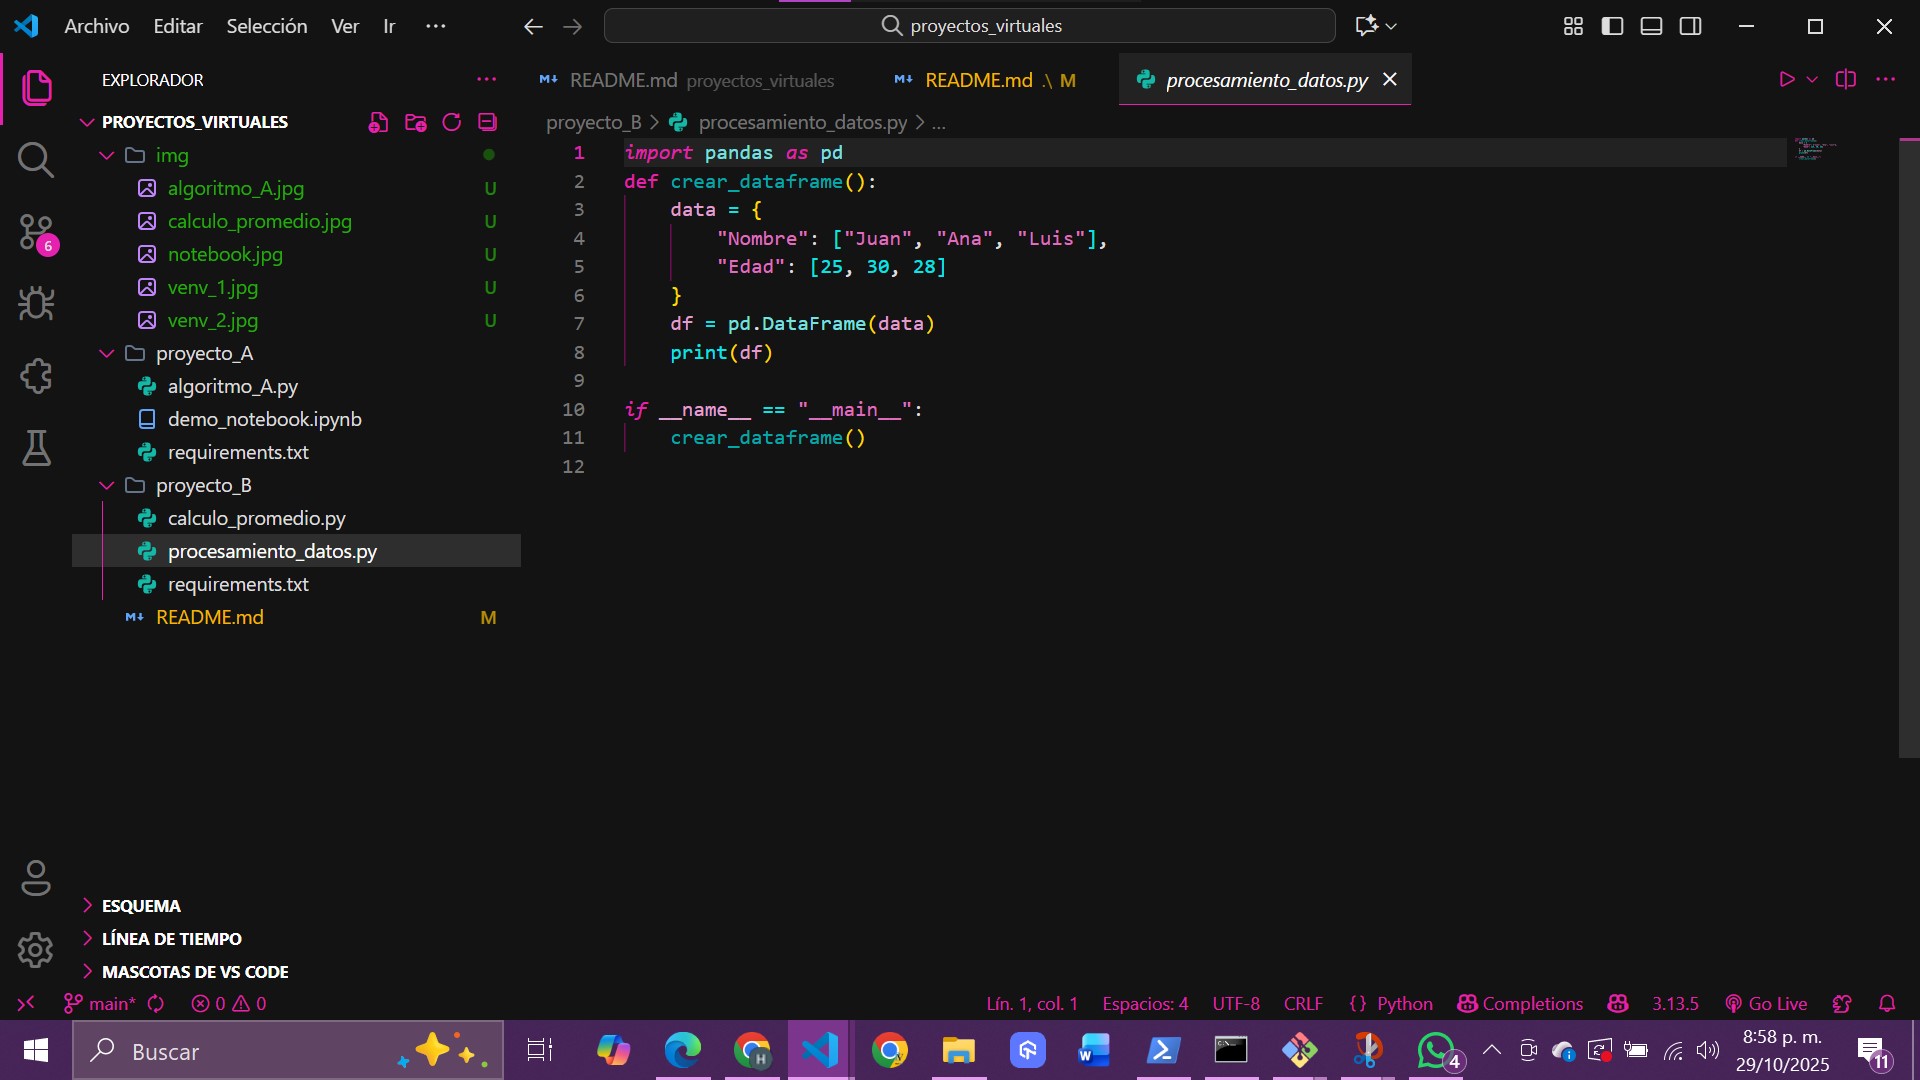 Archivo Editar Selección Ver Ir ···
proyectos_virtuales
EXPLORADOR
PROYECTOS_VIRTUALES
img
algoritmo_A.jpg U
calculo_promedio.jpg U
notebook.jpg U
venv_1.jpg U
venv_2.jpg U
proyecto_A
algoritmo_A.py
demo_notebook.ipynb
requirements.txt
proyecto_B
calculo_promedio.py
procesamiento_datos.py
requirements.txt
README.md M
6
ESQUEMA
LÍNEA DE TIEMPO
MASCOTAS DE VS CODE
README.md proyectos_virtuales
README.md .\ M
procesamiento_datos.py
proyecto_B > procesamiento_datos.py > ...
1 import pandas as pd
2 def crear_dataframe():
3 data = {
4 "Nombre": ["Juan", "Ana", "Luis"],
5 "Edad": [25, 30, 28]
6 }
7 df = pd.DataFrame(data)
8 print(df)
9
10 if __name__ == "__main__":
11 crear_dataframe()
12
main* 0 0
Lín. 1, col. 1 Espacios: 4 UTF-8 CRLF {} Python Completions 3.13.5 Go Live
Buscar
H
4
8:58 p. m.
29/10/2025
11